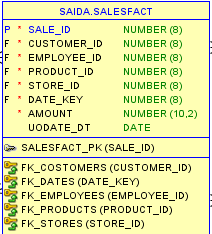 SAIDA.SALESFACT
P * SALE_ID NUMBER (8)
F * CUSTOMER_ID NUMBER (8)
F * EMPLOYEE_ID NUMBER (8)
F * PRODUCT_ID NUMBER (8)
F * STORE_ID NUMBER (8)
F * DATE_KEY NUMBER (8)
* AMOUNT NUMBER (10,2)
UODATE_DT DATE
SALESFACT_PK (SALE_ID)
FK_COSTOMERS (CUSTOMER_ID)
FK_DATES (DATE_KEY)
FK_EMPLOYEES (EMPLOYEE_ID)
FK_PRODUCTS (PRODUCT_ID)
FK_STORES (STORE_ID)